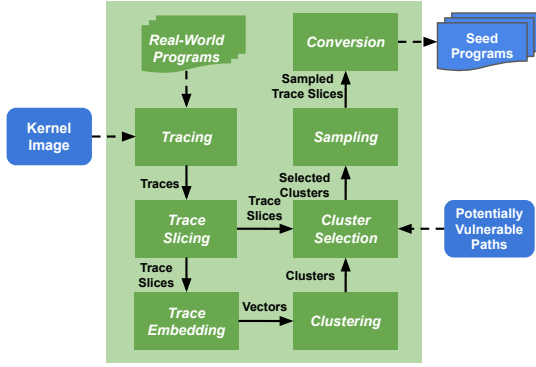 Real-World
Programs
Conversion
Seed
Programs
Sampled
Trace Slices
Kernel
Image
Tracing
Sampling
Traces
Selected
Clusters
Trace
Slices
Trace
Slicing
Cluster
Selection
Potentially
Vulnerable
Paths
Trace
Slices
Clusters
Vectors
Trace
Embedding
Clustering